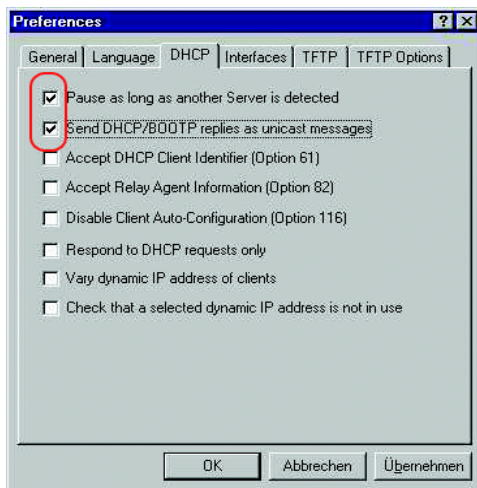 Preferences
General Language DHCP Interfaces TFTP TFTP Options
Pause as long as another Server is detected
Send DHCP/BOOTP replies as unicast messages
Accept DHCP Client Identifier (Option 61)
Accept Relay Agent Information (Option 82)
Disable Client Auto-Configuration (Option 116)
Respond to DHCP requests only
Vary dynamic IP address of clients
Check that a selected dynamic IP address is not in use
OK Abbrechen Übernehmen